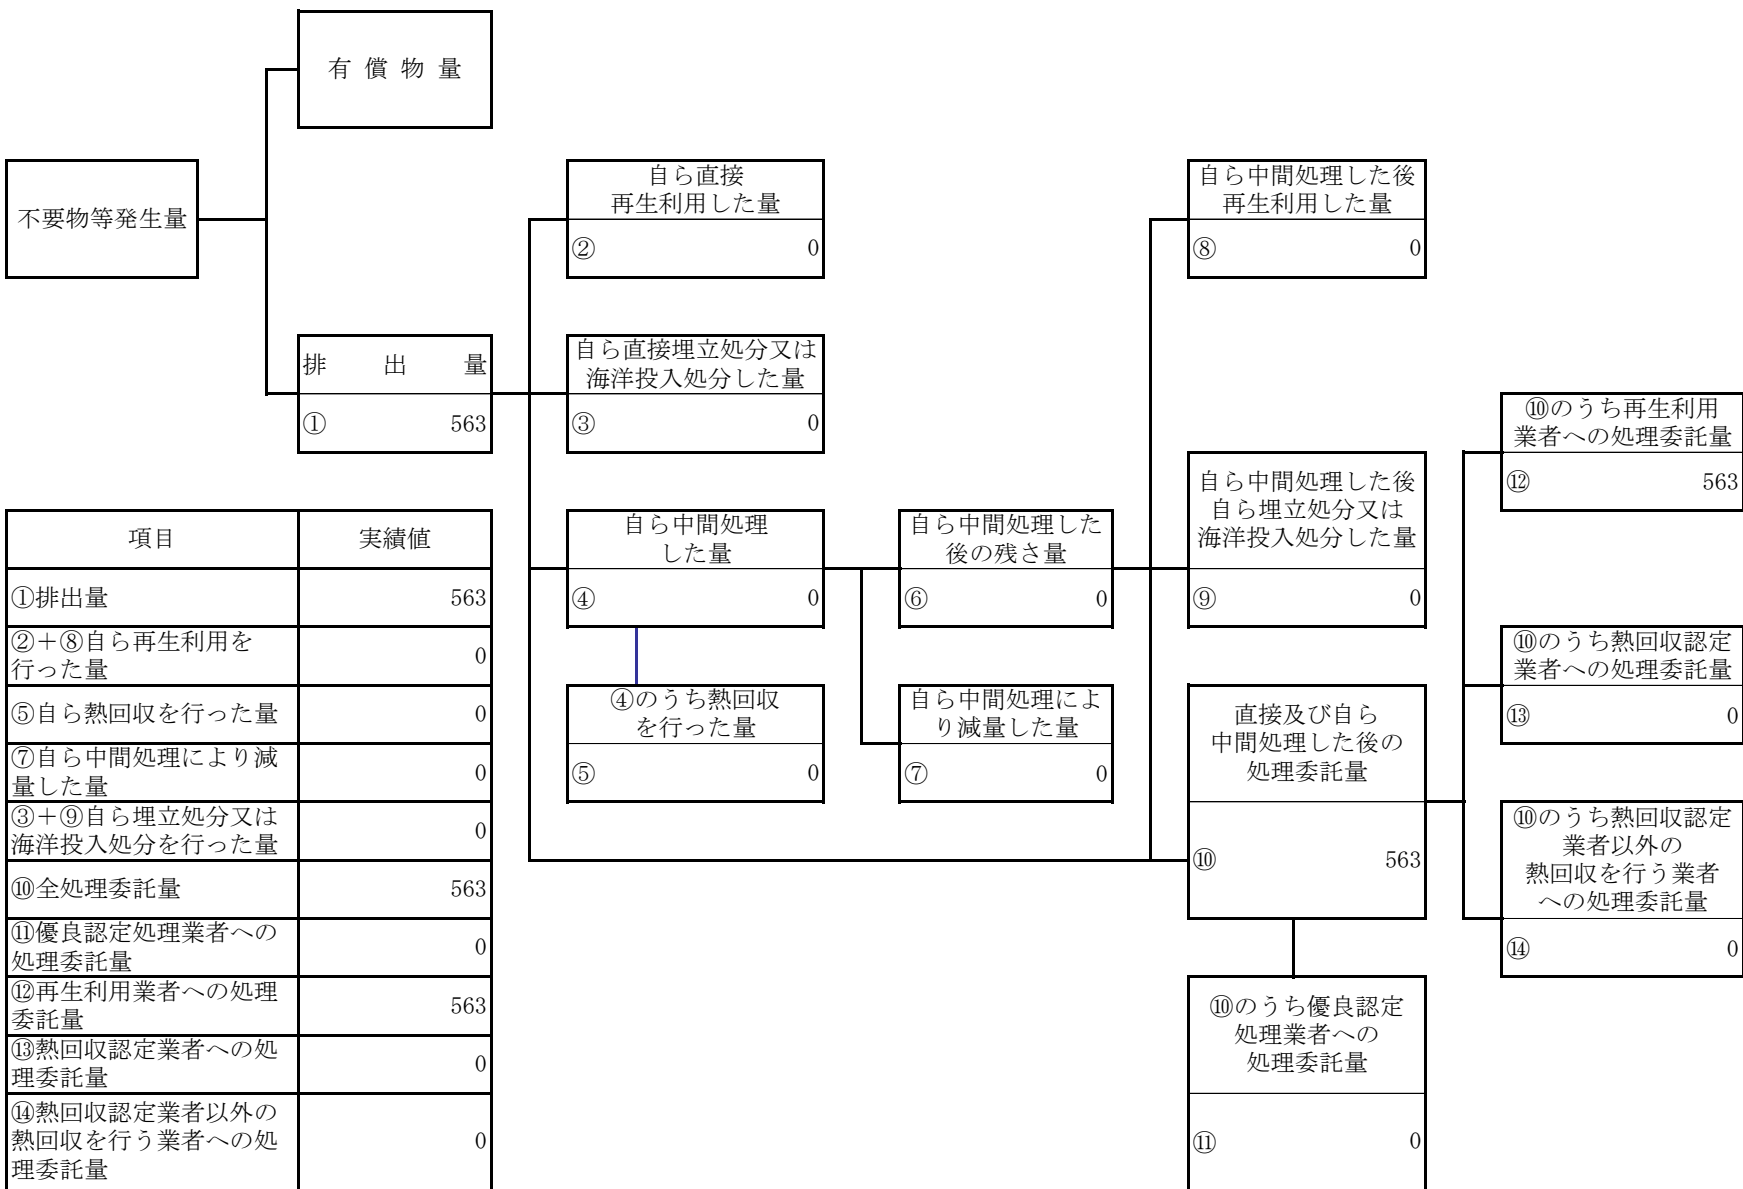 有 償 物 量
不要物等発生量
排 出 量
① 563
自ら直接
再生利用した量
② 0
自ら直接埋立処分又は
海洋投入処分した量
③ 0
自ら中間処理
した量
④ 0
④のうち熱回収
を行った量
⑤ 0
自ら中間処理した
後の残さ量
⑥ 0
自ら中間処理によ
り減量した量
⑦ 0
自ら中間処理した後
再生利用した量
⑧ 0
自ら中間処理した後
自ら埋立処分又は
海洋投入処分した量
⑨ 0
直接及び自ら
中間処理した後の
処理委託量
⑩ 563
⑩のうち優良認定
処理業者への
処理委託量
⑪ 0
⑩のうち再生利用
業者への処理委託量
⑫ 563
⑩のうち熱回収認定
業者への処理委託量
⑬ 0
⑩のうち熱回収認定
業者以外の
熱回収を行う業者
への処理委託量
⑭ 0
項目 実績値
①排出量 563
②+⑧自ら再生利用を
行った量 0
⑤自ら熱回収を行った量 0
⑦自ら中間処理により減
量した量 0
③+⑨自ら埋立処分又は
海洋投入処分を行った量 0
⑩全処理委託量 563
⑪優良認定処理業者への
処理委託量 0
⑫再生利用業者への処理
委託量 563
⑬熱回収認定業者への処
理委託量 0
⑭熱回収認定業者以外の
熱回収を行う業者への処 0
理委託量